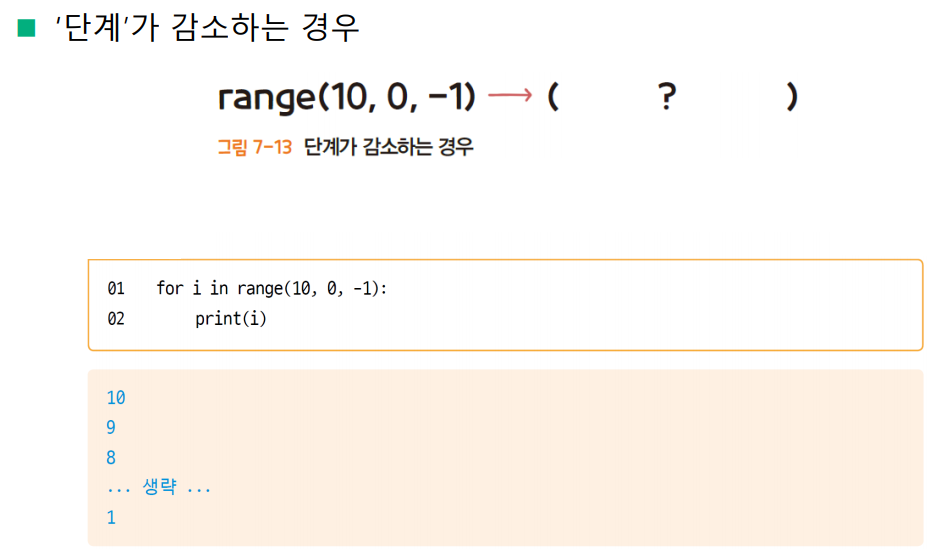 '단계'가 감소하는 경우
range(10, 0, -1) → ( ? )
그림 7-13 단계가 감소하는 경우
01 for i in range(10, 0, -1):
02 print(i)
10
9
8
... 생략 ...
1